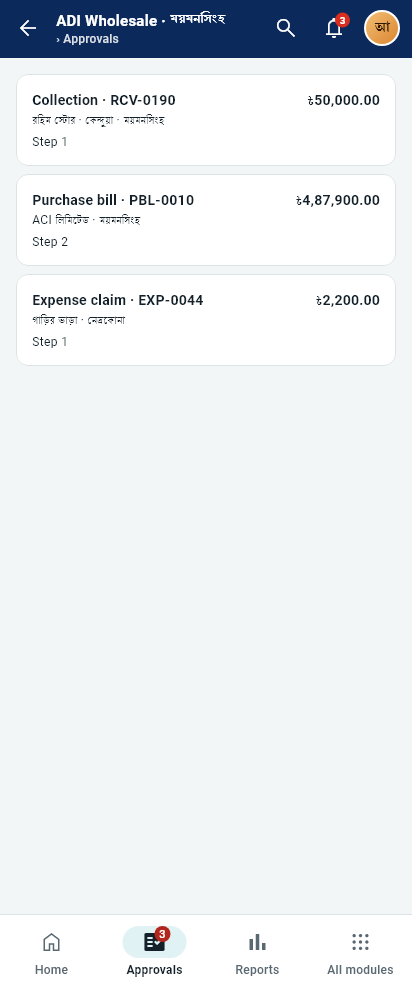 ADI Wholesale · ময়মনসিংহ
3
আ
› Approvals
Collection · RCV-0190
৳50,000.00
রহিম স্টোর · কেন্দুয়া · ময়মনসিংহ
Step 1
Purchase bill · PBL-0010
৳4,87,900.00
ACI লিমিটেড · ময়মনসিংহ
Step 2
Expense claim · EXP-0044
৳2,200.00
গাড়ির ভাড়া · নেত্রকোনা
Step 1
3
Home
Approvals
Reports
All modules